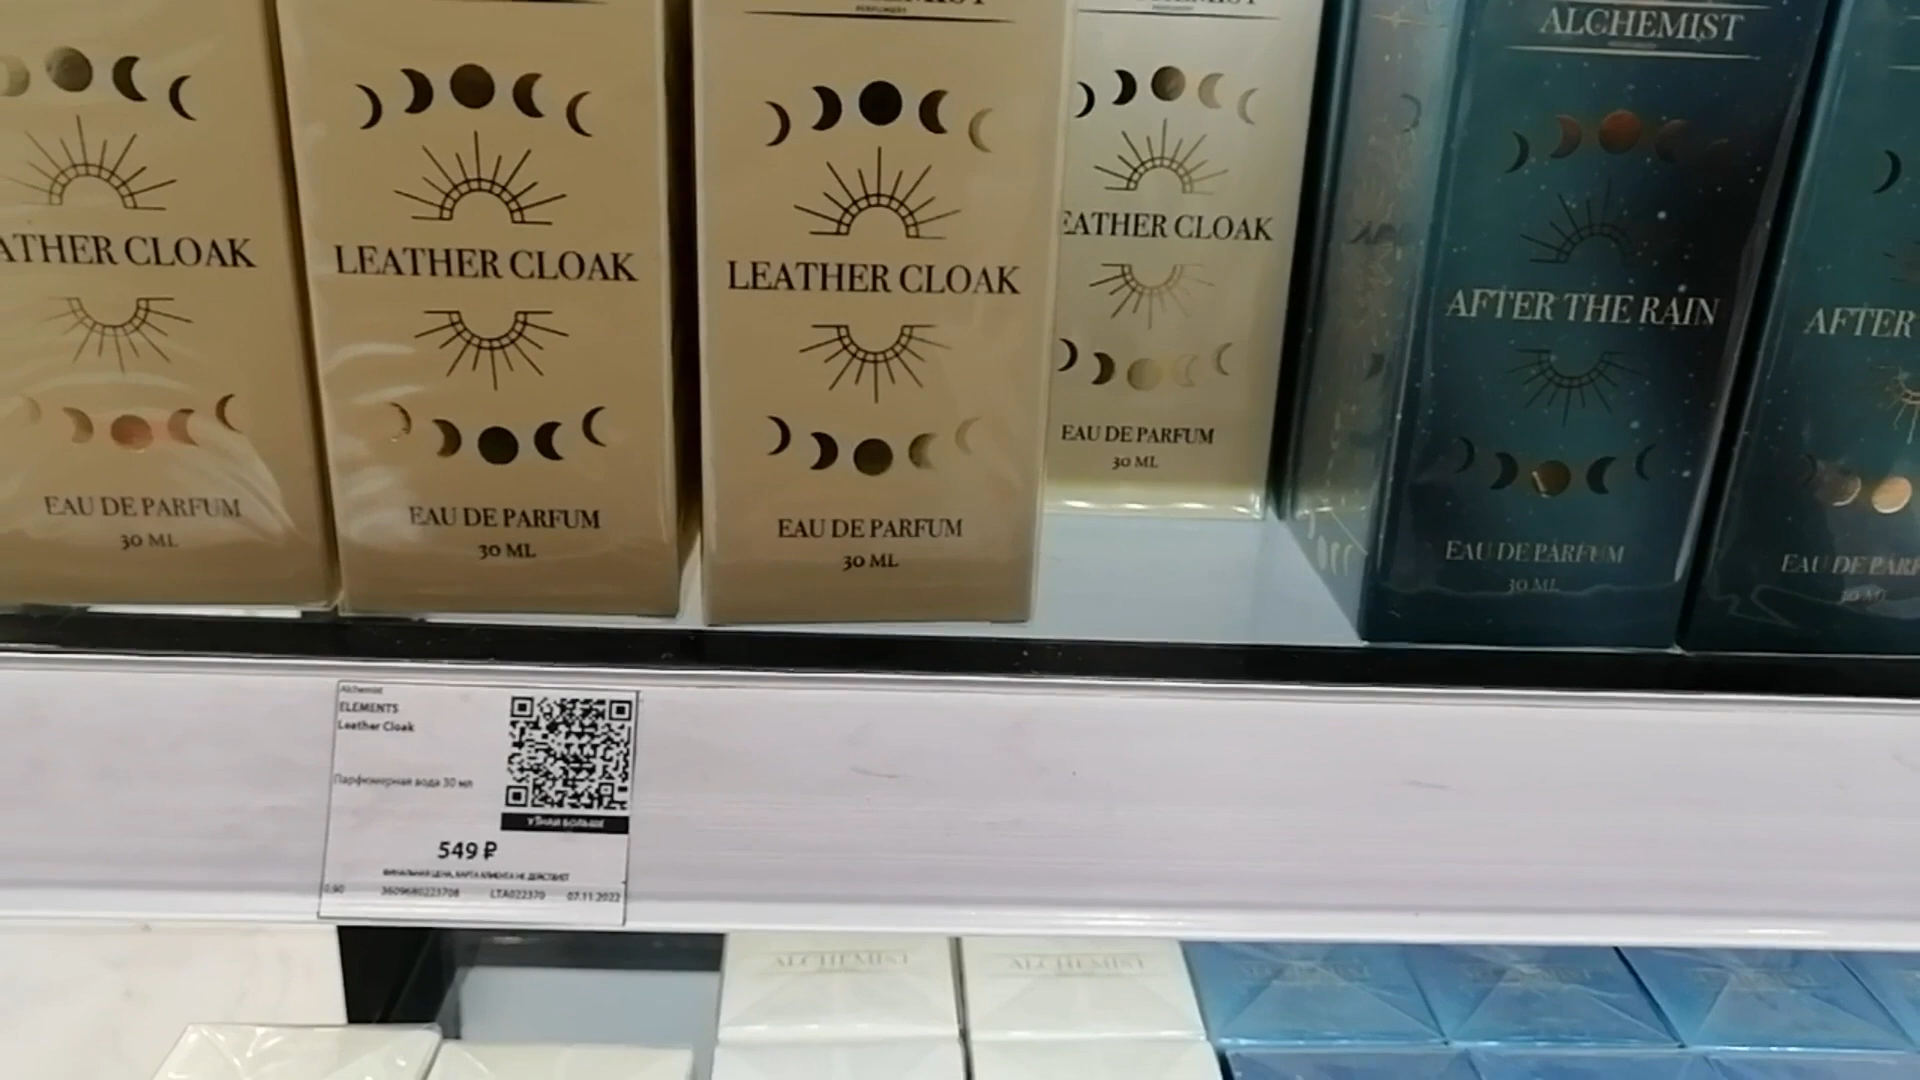 ALCHEMIST
ATHER CLOAK
EAU DE PARFUM
30 ML
LEATHER CLOAK
EAU DE PARFUM
30 ML
LEATHER CLOAK
EAU DE PARFUM
30 ML
EATHER CLOAK
EAU DE PARFUM
30 ML
AFTER THE RAIN
EAU DE PARFUM
30 ML
AFTER
EAU DE PARF
Alchemist
ELEMENTS
Leather Cloak
Парфюмерная вода 30 мл
УЗНАЙ БОЛЬШЕ
549 ₽
ФИНАЛЬНАЯ ЦЕНА, КАРТА КЛИЕНТА НЕ ДЕЙСТВУЕТ
0,90 3609680223708 LTA022370 07.11.2022
ALCHEMIST
ALCHEMIST